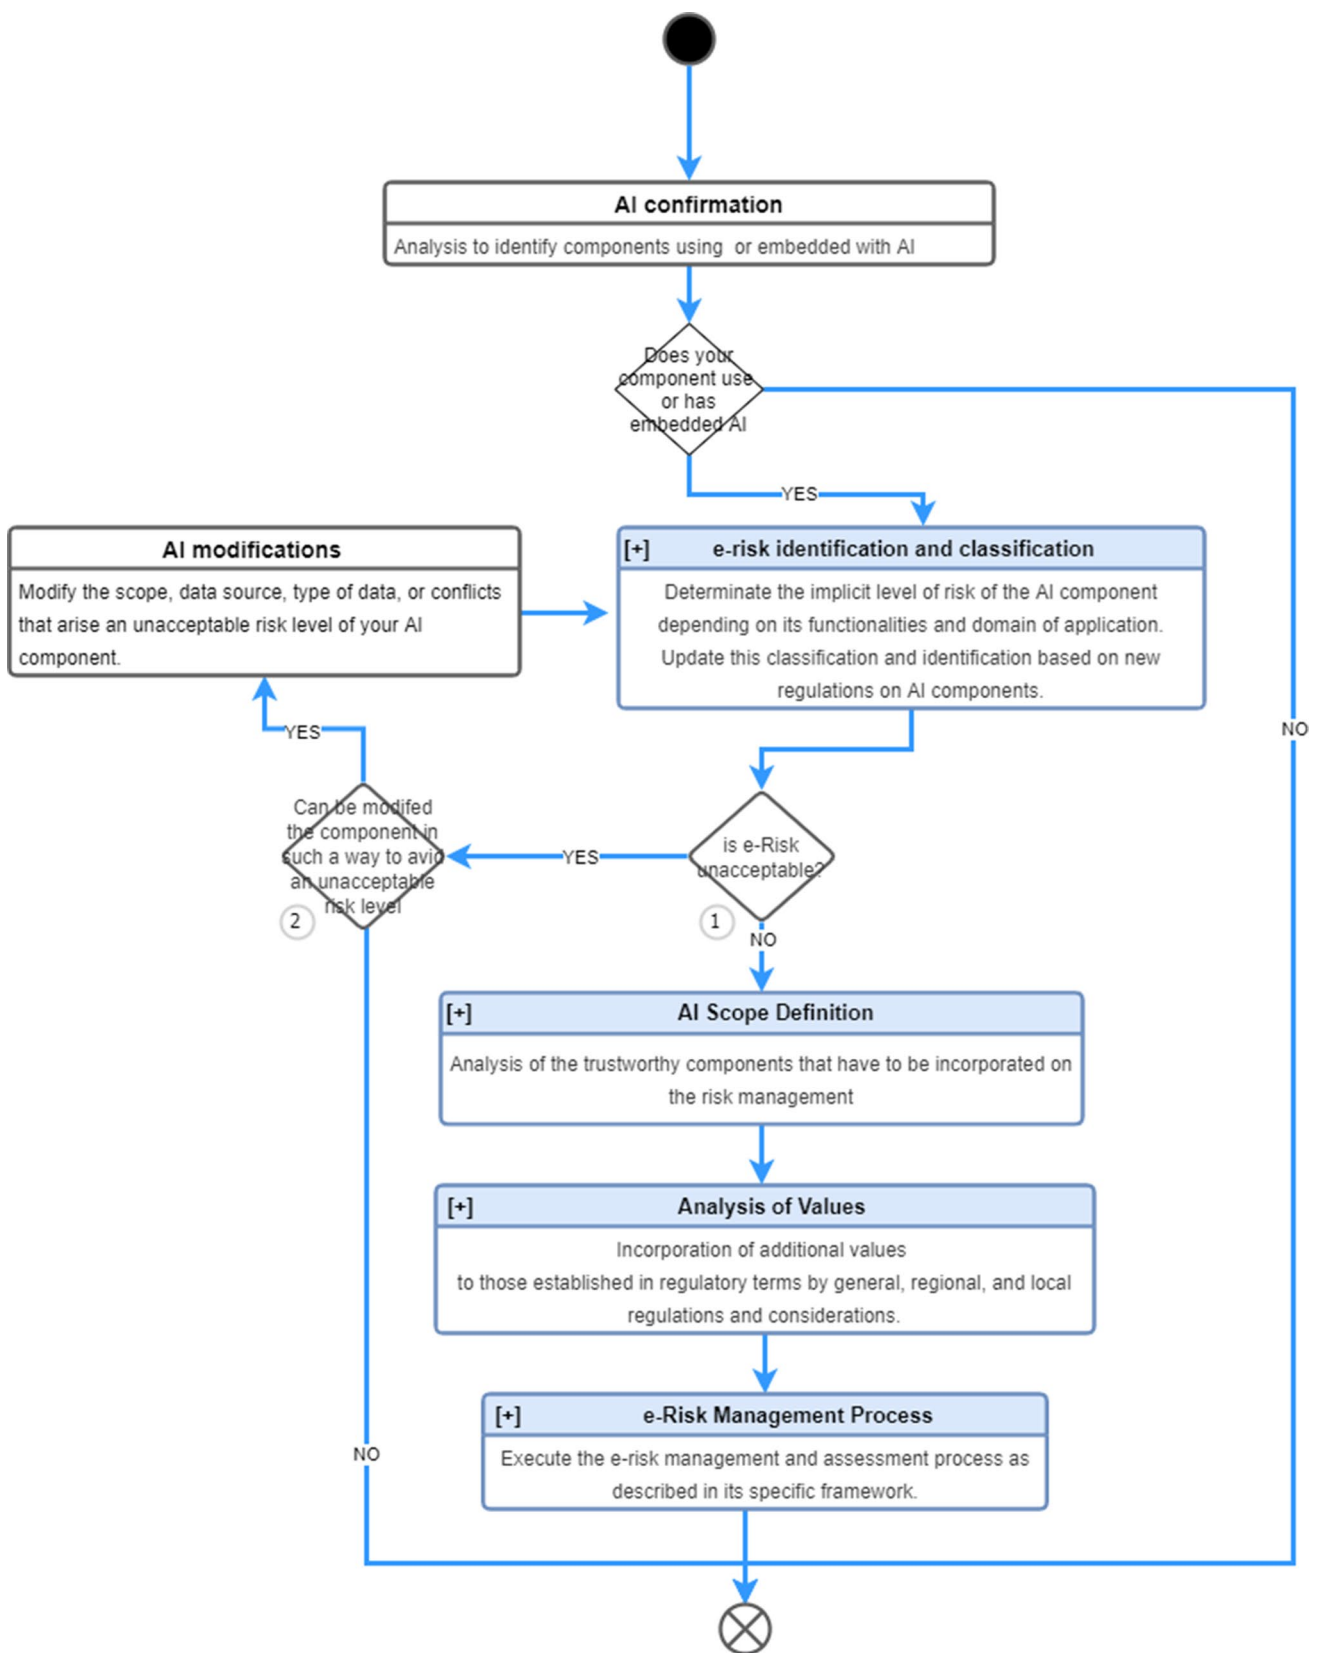 AI confirmation
Analysis to identify components using or embedded with AI
Does your
component use
or has
embedded AI
YES
AI modifications
Modify the scope, data source, type of data, or conflicts
that arise an unacceptable risk level of your AI
component.
[+] e-risk identification and classification
Determinate the implicit level of risk of the AI component
depending on its functionalities and domain of application.
Update this classification and identification based on new
regulations on AI components.
NO
YES
Can be modifed
the component in
such a way to avid
an unacceptable
risk level
2
YES
is e-Risk
unacceptable?
1
NO
[+] AI Scope Definition
Analysis of the trustworthy components that have to be incorporated on
the risk management
[+] Analysis of Values
Incorporation of additional values
to those established in regulatory terms by general, regional, and local
regulations and considerations.
[+] e-Risk Management Process
Execute the e-risk management and assessment process as
described in its specific framework.
NO